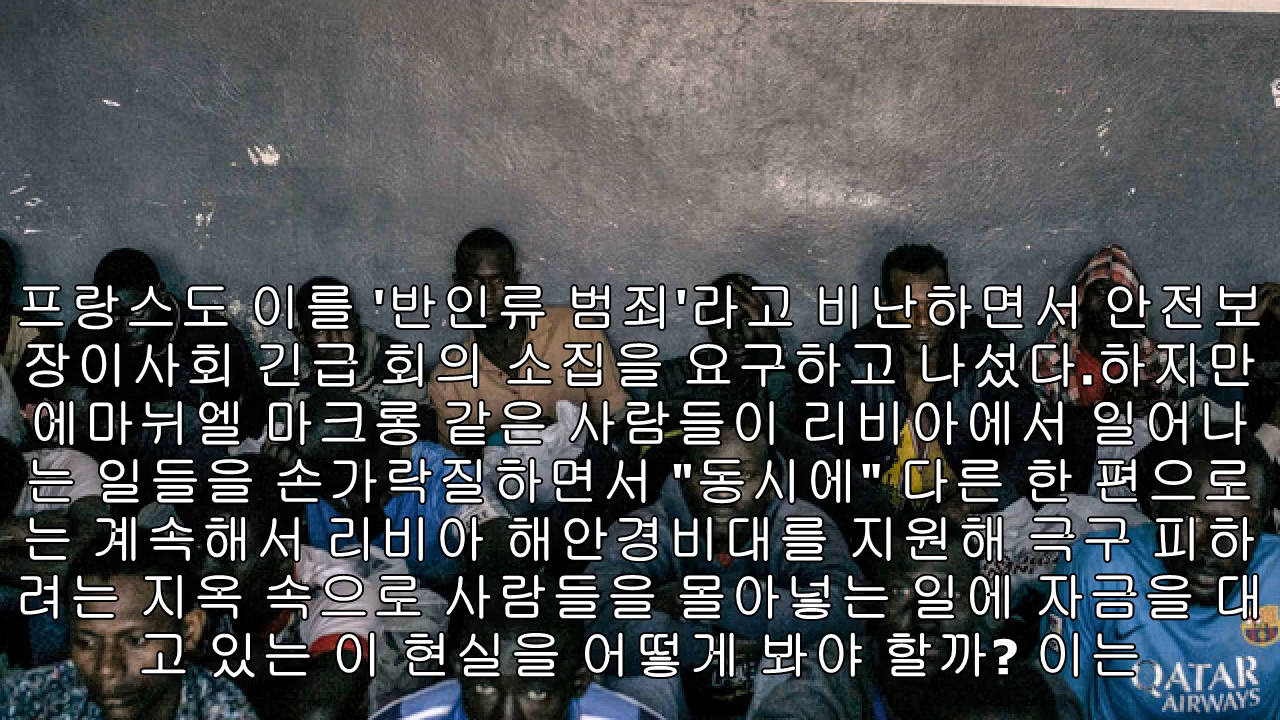 프랑스도 이를 '반인류 범죄'라고 비난하면서 안전보
장이사회 긴급 회의 소집을 요구하고 나섰다.하지만
에마뉘엘 마크롱 같은 사람들이 리비아에서 일어나
는 일들을 손가락질하면서 "동시에" 다른 한 편으로
는 계속해서 리비아 해안경비대를 지원해 극구 피하
려는 지옥 속으로 사람들을 몰아넣는 일에 자금을 대
고 있는 이 현실을 어떻게 봐야 할까? 이는
QATAR
AIRWAYS